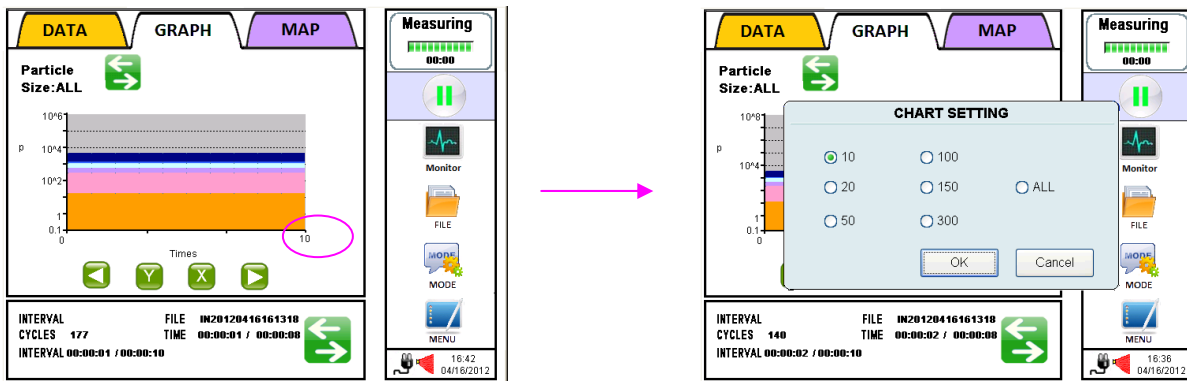 DATA
GRAPH
MAP
Particle
Size:ALL
10^6
p
10^4
10^2
1
0.1
0
10
Times
Y
X
INTERVAL
FILE IN20120416161318
CYCLES 177
TIME 00:00:01 / 00:00:08
INTERVAL 00:00:01 / 00:00:10
Measuring
00:00
Monitor
FILE
MODE
MODE
MENU
16:42
04/16/2012
DATA
GRAPH
MAP
Particle
Size:ALL
10^8
p
10^4
0.1
0
CHART SETTING
10
100
20
150
ALL
50
300
OK
Cancel
INTERVAL
FILE IN20120416161318
CYCLES 140
TIME 00:00:02 / 00:00:08
INTERVAL 00:00:02 / 00:00:10
Measuring
00:00
Monitor
FILE
MODE
MODE
MENU
16:36
04/16/2012